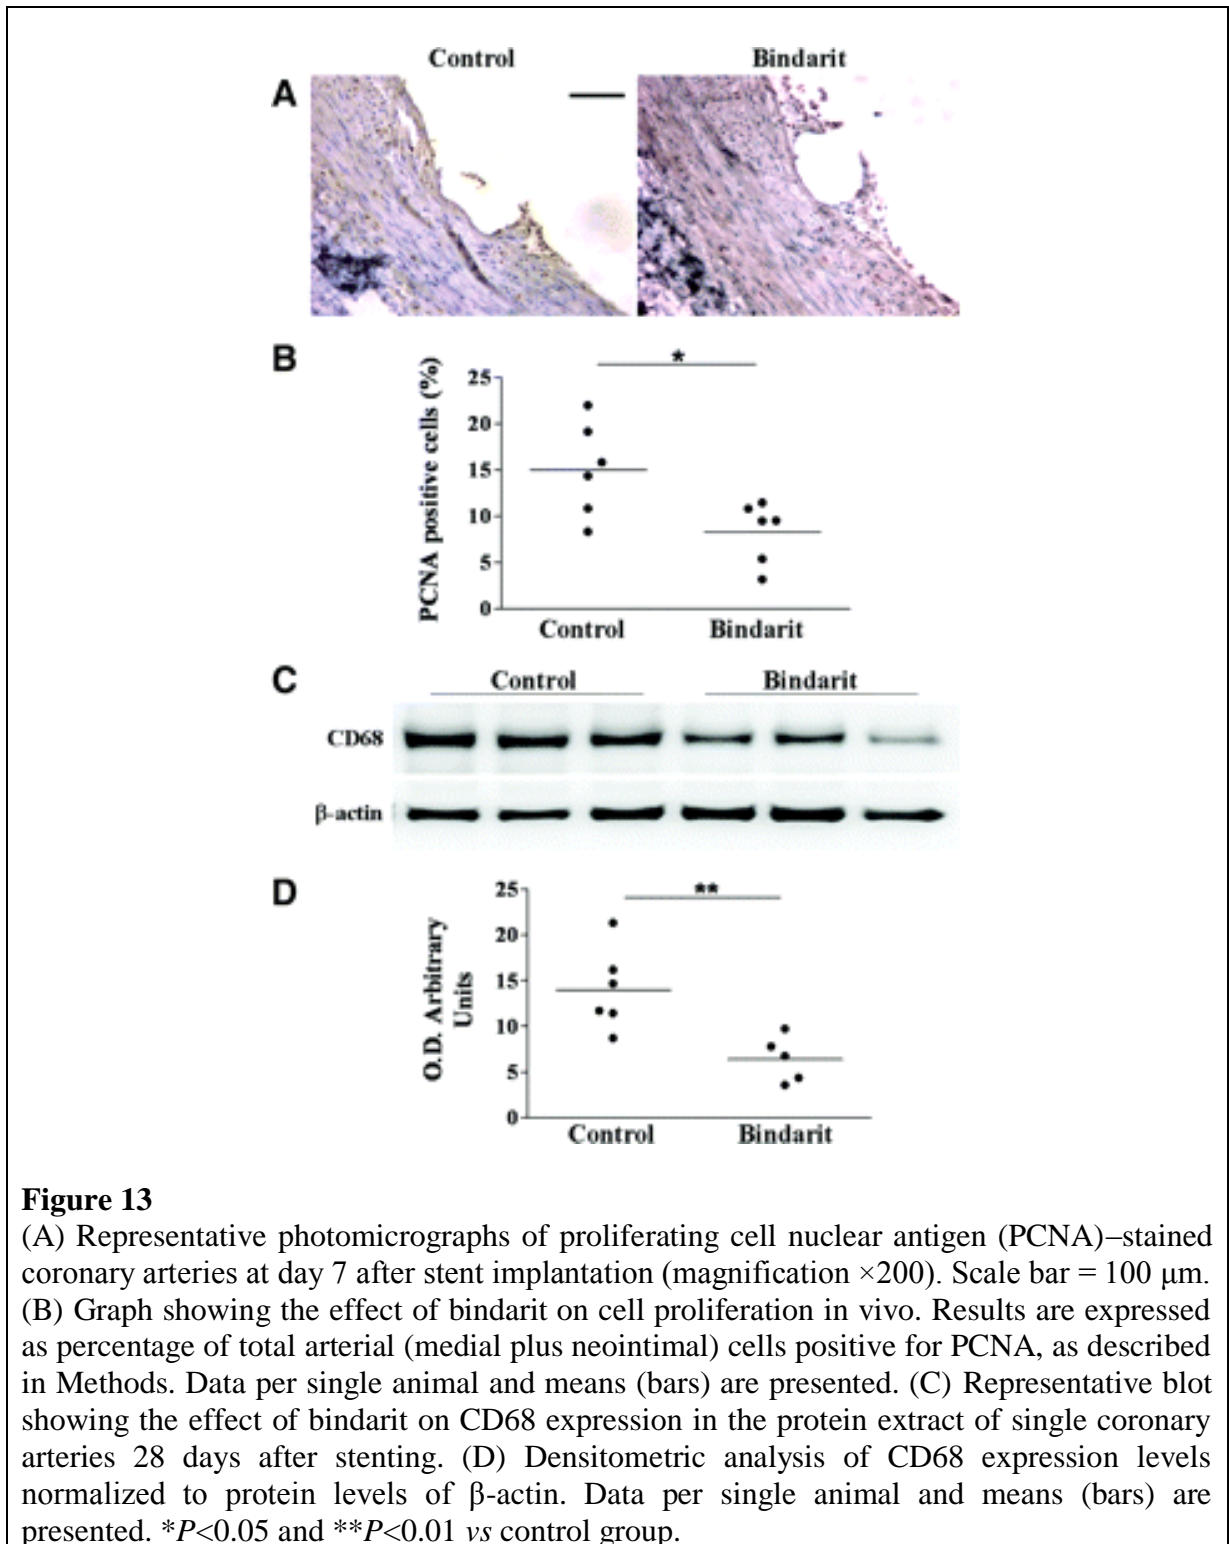 Control Bindarit
A
B
*
PCNA positive cells (%)
25
20
15
10
5
0
Control Bindarit
C
Control Bindarit
CD68
β-actin
D
**
O.D. Arbitrary
Units
25
20
15
10
5
0
Control Bindarit
Figure 13
(A) Representative photomicrographs of proliferating cell nuclear antigen (PCNA)–stained
coronary arteries at day 7 after stent implantation (magnification ×200). Scale bar = 100 μm.
(B) Graph showing the effect of bindarit on cell proliferation in vivo. Results are expressed
as percentage of total arterial (medial plus neointimal) cells positive for PCNA, as described
in Methods. Data per single animal and means (bars) are presented. (C) Representative blot
showing the effect of bindarit on CD68 expression in the protein extract of single coronary
arteries 28 days after stenting. (D) Densitometric analysis of CD68 expression levels
normalized to protein levels of β-actin. Data per single animal and means (bars) are
presented. *P<0.05 and **P<0.01 vs control group.